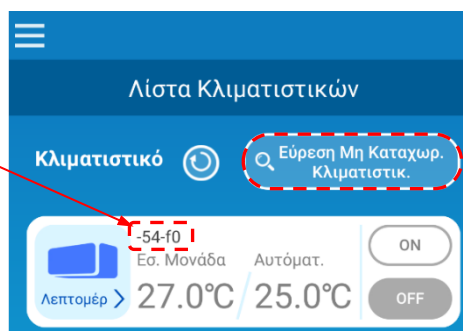 Λίστα Κλιματιστικών
Κλιματιστικό
Εύρεση Μη Καταχωρ.
Κλιματιστικ.
-54-f0
Εσ. Μονάδα Αυτόματ.
ON
Λεπτομέρ
27.0°C 25.0°C
OFF